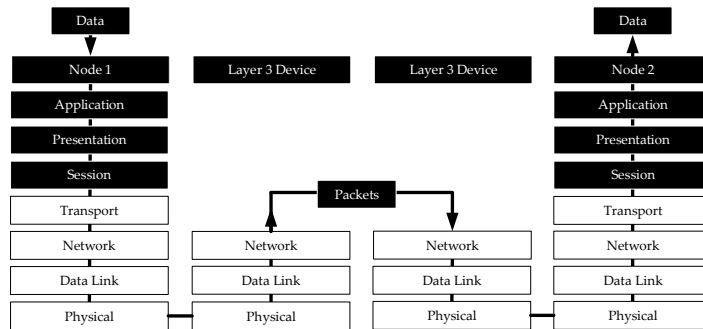 Data
Data
Node 1
Layer 3 Device
Layer 3 Device
Node 2
Application
Application
Presentation
Presentation
Session
Packets
Session
Transport
Transport
Network
Network
Network
Network
Data Link
Data Link
Data Link
Data Link
Physical
Physical
Physical
Physical